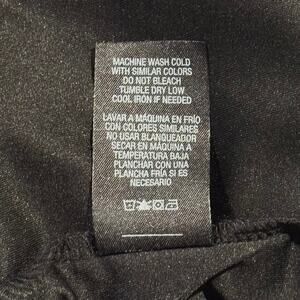 MACHINE WASH COLD
WITH SIMILAR COLORS
DO NOT BLEACH
TUMBLE DRY LOW
COOL IRON IF NEEDED
LAVAR A MÁQUINA EN FRÍO
CON COLORES SIMILARES
NO USAR BLANQUEADOR
SECAR EN MÁQUINA A
TEMPERATURA BAJA
PLANCHAR CON UNA
PLANCHA FRÍA SI ES
NECESARIO